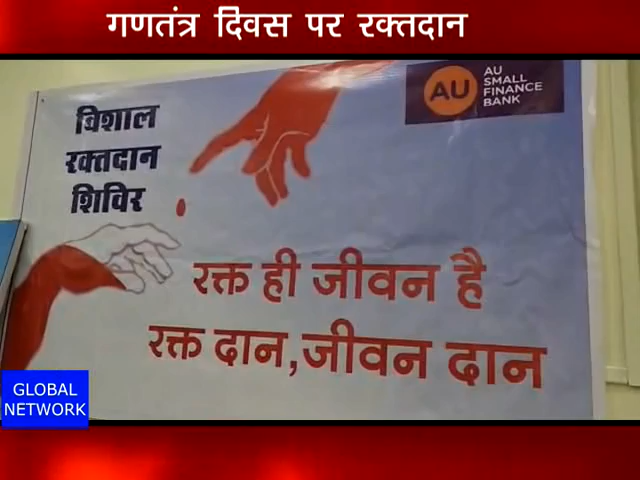 गणतंत्र दिवस पर रक्तदान
AU
AU
SMALL
FINANCE
BANK
बिशाल
रक्तदान
शिविर
रक्त ही जीवन है
रक्त दान, जीवन दान
GLOBAL
NETWORK